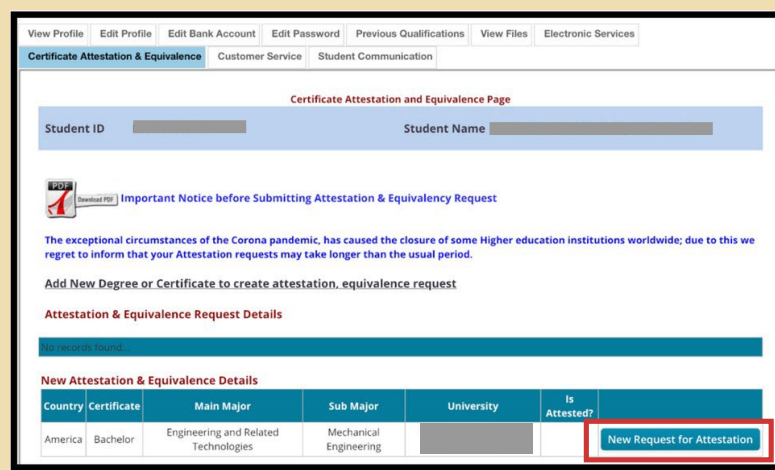 View Profile Edit Profile Edit Bank Account Edit Password Previous Qualifications View Files Electronic Services
Certificate Attestation & Equivalence Customer Service Student Communication
Certificate Attestation and Equivalence Page
Student ID Student Name
PDF
Download PDF Important Notice before Submitting Attestation & Equivalency Request
The exceptional circumstances of the Corona pandemic, has caused the closure of some Higher education institutions worldwide; due to this we
regret to inform that your Attestation requests may take longer than the usual period.
Add New Degree or Certificate to create attestation, equivalence request
Attestation & Equivalence Request Details
No records found...
New Attestation & Equivalence Details
Country Certificate Main Major Sub Major University Is Attested?
America Bachelor Engineering and Related Technologies Mechanical Engineering New Request for Attestation